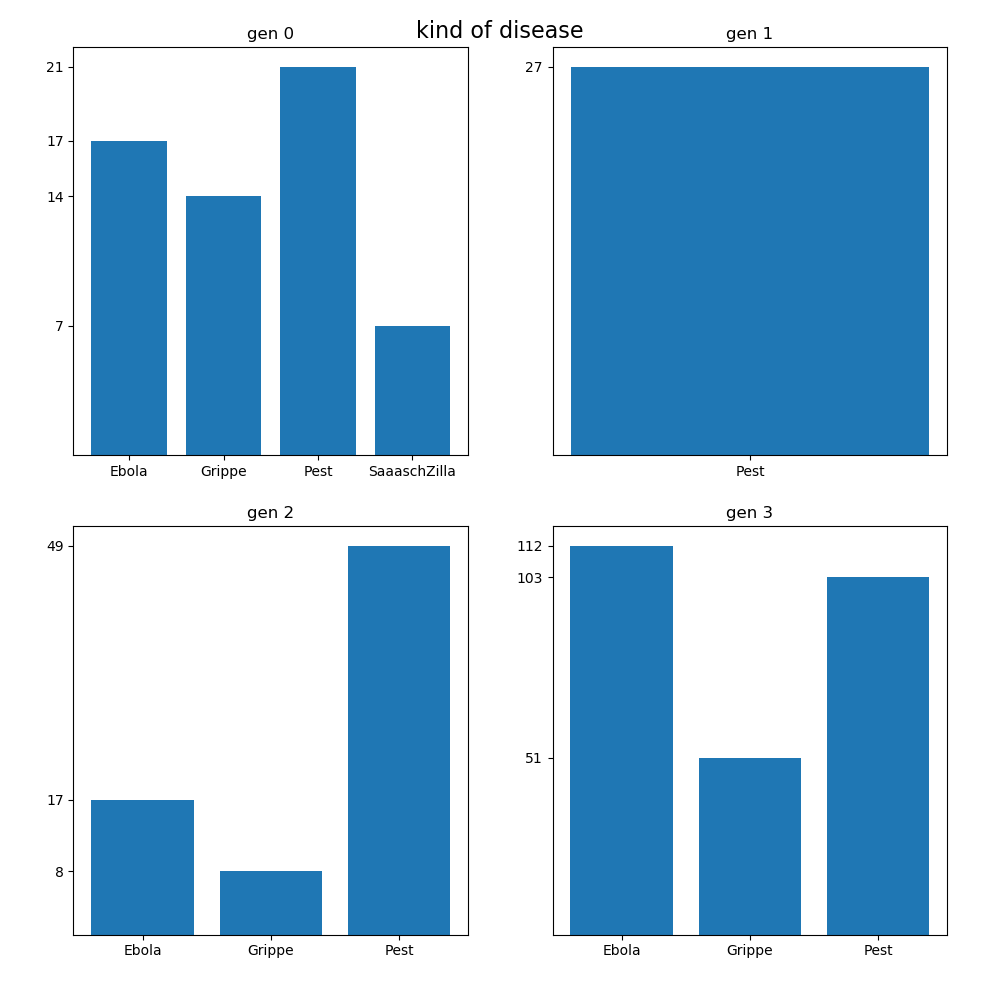 kind of disease
gen 0
21
17
14
7
Ebola Grippe Pest SaaaschZilla
gen 1
27
Pest
gen 2
49
17
8
Ebola Grippe Pest
gen 3
112
103
51
Ebola Grippe Pest